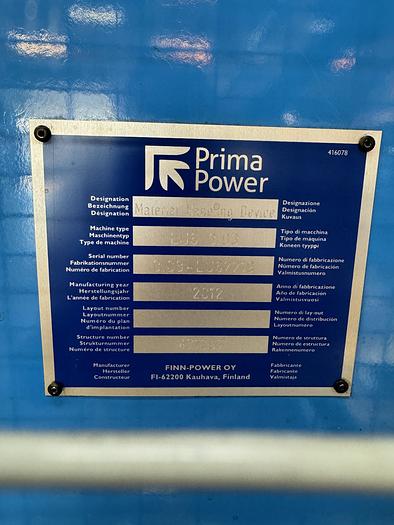 416078
Prima
Power
Designation
Bezeichnung
Désignation
Material Handling Device
Designazione
Designación
Kuvaus
Machine type
Maschinentyp
Type de machine
Tipo di macchina
Tipo de máquina
Koneen tyyppi
Serial number
Fabrikationsnummer
Numéro de fabrication
Numero di fabbricazione
Número de fabricación
Valmistusnumero
Manufacturing year
Herstellungsjahr
L'année de fabrication
2012
Anno di fabbricazione
Año de fabricación
Valmistusvuosi
Layout number
Layoutnummer
Numéro du plan
d'implantation
Numero di lay-out
Número de distribución
Layoutnumero
Structure number
Strukturnummer
Numéro de structure
Numero di struttura
Número de estructura
Rakennenumero
Manufacturer
Hersteller
Constructeur
FINN-POWER OY
FI-62200 Kauhava, Finland
Fabbricante
Fabricante
Valmistaja